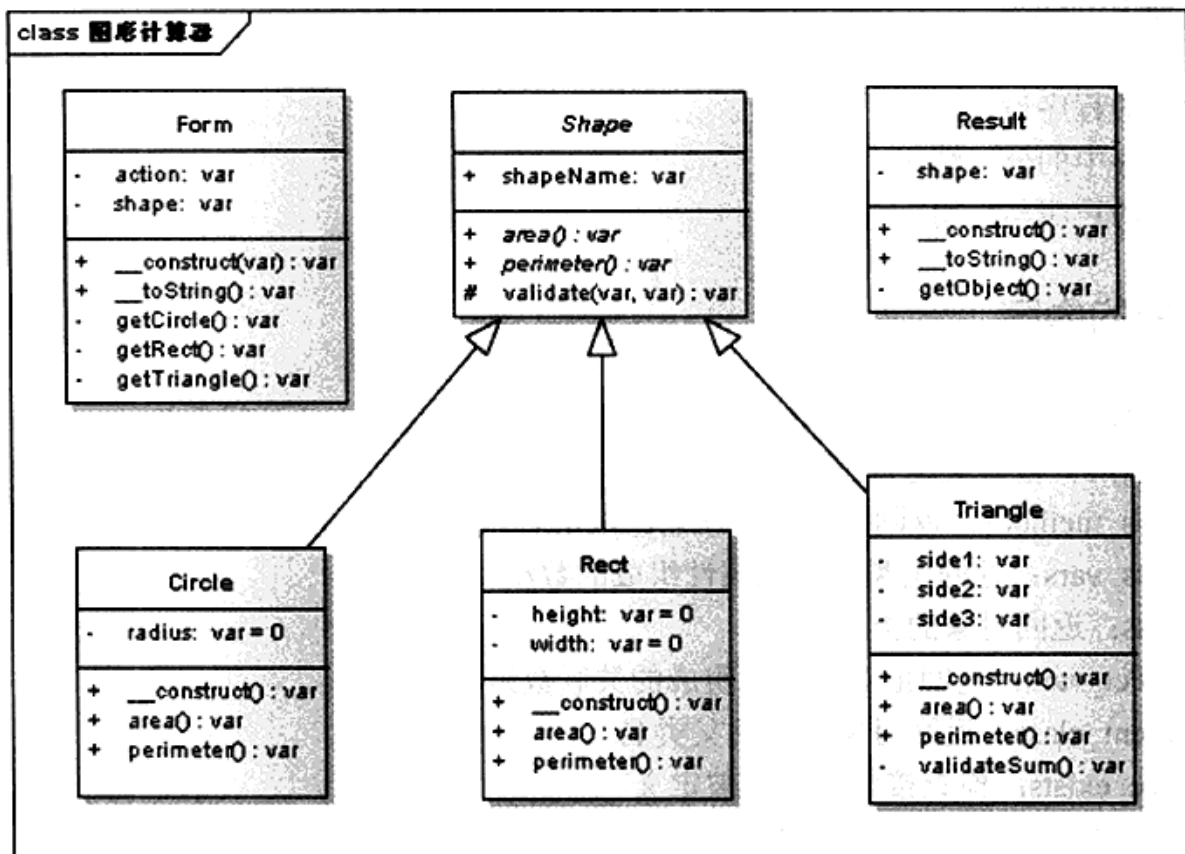 class 图形计算器
Form
- action: var
- shape: var
+ __construct(var) : var
+ __toString() : var
- getCircle() : var
- getRect() : var
- getTriangle() : var
Shape
+ shapeName: var
+ area() : var
+ perimeter() : var
# validate(var, var) : var
Result
- shape: var
+ __construct() : var
+ __toString() : var
- getObject() : var
Circle
- radius: var = 0
+ __construct() : var
+ area() : var
+ perimeter() : var
Rect
- height: var = 0
- width: var = 0
+ __construct() : var
+ area() : var
+ perimeter() : var
Triangle
- side1: var
- side2: var
- side3: var
+ __construct() : var
+ area() : var
+ perimeter() : var
- validateSum() : var